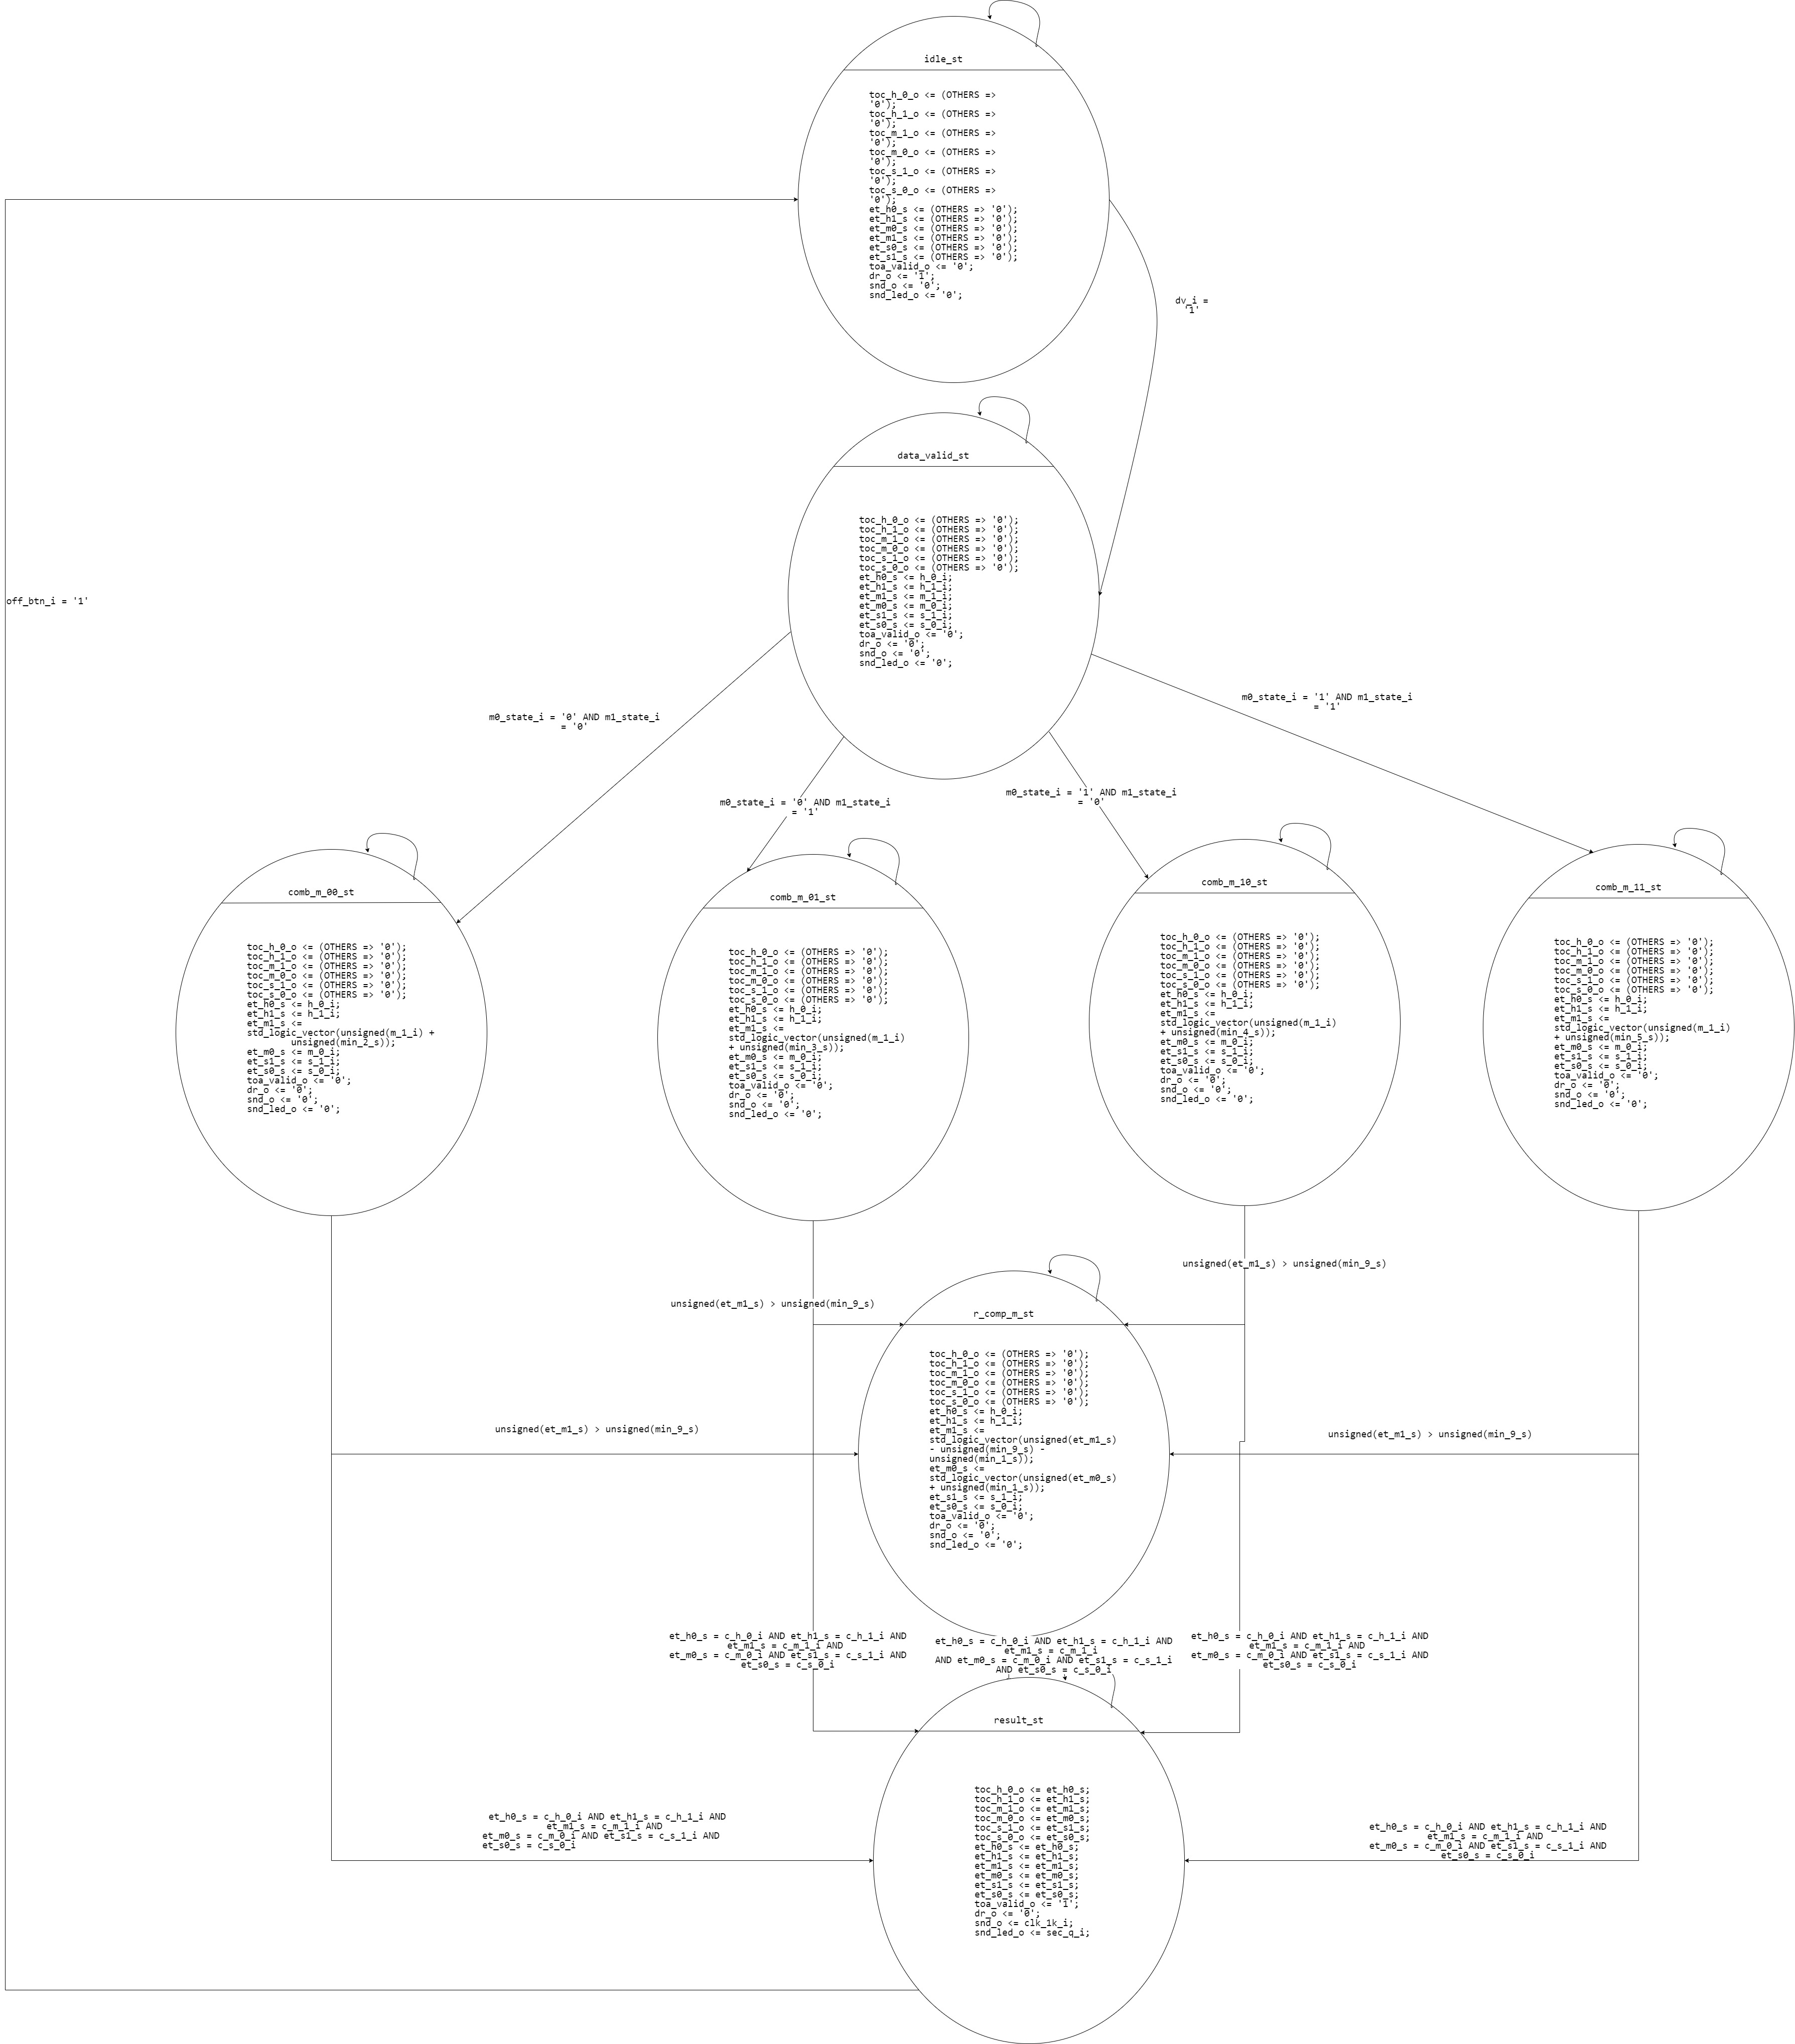 idle_st
toc_h_0_o <= (OTHERS =>
'0');
toc_h_1_o <= (OTHERS =>
'0');
toc_m_1_o <= (OTHERS =>
'0');
toc_m_0_o <= (OTHERS =>
'0');
toc_s_1_o <= (OTHERS =>
'0');
toc_s_0_o <= (OTHERS =>
'0');
et_h0_s <= (OTHERS => '0');
et_h1_s <= (OTHERS => '0');
et_m0_s <= (OTHERS => '0');
et_m1_s <= (OTHERS => '0');
et_s0_s <= (OTHERS => '0');
et_s1_s <= (OTHERS => '0');
toa_valid_o <= '0';
dr_o <= '1';
snd_o <= '0';
snd_led_o <= '0';
dv_i =
'1'
data_valid_st
toc_h_0_o <= (OTHERS => '0');
toc_h_1_o <= (OTHERS => '0');
toc_m_1_o <= (OTHERS => '0');
toc_m_0_o <= (OTHERS => '0');
toc_s_1_o <= (OTHERS => '0');
toc_s_0_o <= (OTHERS => '0');
et_h0_s <= h_0_i;
et_h1_s <= h_1_i;
et_m1_s <= m_1_i;
et_m0_s <= m_0_i;
et_s1_s <= s_1_i;
et_s0_s <= s_0_i;
toa_valid_o <= '0';
dr_o <= '0';
snd_o <= '0';
snd_led_o <= '0';
off_btn_i = '1'
m0_state_i = '0' AND m1_state_i
= '0'
m0_state_i = '0' AND m1_state_i
= '1'
m0_state_i = '1' AND m1_state_i
= '0'
m0_state_i = '1' AND m1_state_i
= '1'
comb_m_00_st
toc_h_0_o <= (OTHERS => '0');
toc_h_1_o <= (OTHERS => '0');
toc_m_1_o <= (OTHERS => '0');
toc_m_0_o <= (OTHERS => '0');
toc_s_1_o <= (OTHERS => '0');
toc_s_0_o <= (OTHERS => '0');
et_h0_s <= h_0_i;
et_h1_s <= h_1_i;
et_m1_s <=
std_logic_vector(unsigned(m_1_i) +
unsigned(min_2_s));
et_m0_s <= m_0_i;
et_s1_s <= s_1_i;
et_s0_s <= s_0_i;
toa_valid_o <= '0';
dr_o <= '0';
snd_o <= '0';
snd_led_o <= '0';
comb_m_01_st
toc_h_0_o <= (OTHERS => '0');
toc_h_1_o <= (OTHERS => '0');
toc_m_1_o <= (OTHERS => '0');
toc_m_0_o <= (OTHERS => '0');
toc_s_1_o <= (OTHERS => '0');
toc_s_0_o <= (OTHERS => '0');
et_h0_s <= h_0_i;
et_h1_s <= h_1_i;
et_m1_s <=
std_logic_vector(unsigned(m_1_i)
+ unsigned(min_3_s));
et_m0_s <= m_0_i;
et_s1_s <= s_1_i;
et_s0_s <= s_0_i;
toa_valid_o <= '0';
dr_o <= '0';
snd_o <= '0';
snd_led_o <= '0';
comb_m_10_st
toc_h_0_o <= (OTHERS => '0');
toc_h_1_o <= (OTHERS => '0');
toc_m_1_o <= (OTHERS => '0');
toc_m_0_o <= (OTHERS => '0');
toc_s_1_o <= (OTHERS => '0');
toc_s_0_o <= (OTHERS => '0');
et_h0_s <= h_0_i;
et_h1_s <= h_1_i;
et_m1_s <=
std_logic_vector(unsigned(m_1_i)
+ unsigned(min_4_s));
et_m0_s <= m_0_i;
et_s1_s <= s_1_i;
et_s0_s <= s_0_i;
toa_valid_o <= '0';
dr_o <= '0';
snd_o <= '0';
snd_led_o <= '0';
comb_m_11_st
toc_h_0_o <= (OTHERS => '0');
toc_h_1_o <= (OTHERS => '0');
toc_m_1_o <= (OTHERS => '0');
toc_m_0_o <= (OTHERS => '0');
toc_s_1_o <= (OTHERS => '0');
toc_s_0_o <= (OTHERS => '0');
et_h0_s <= h_0_i;
et_h1_s <= h_1_i;
et_m1_s <=
std_logic_vector(unsigned(m_1_i)
+ unsigned(min_5_s));
et_m0_s <= m_0_i;
et_s1_s <= s_1_i;
et_s0_s <= s_0_i;
toa_valid_o <= '0';
dr_o <= '0';
snd_o <= '0';
snd_led_o <= '0';
unsigned(et_m1_s) > unsigned(min_9_s)
unsigned(et_m1_s) > unsigned(min_9_s)
unsigned(et_m1_s) > unsigned(min_9_s)
unsigned(et_m1_s) > unsigned(min_9_s)
r_comp_m_st
toc_h_0_o <= (OTHERS => '0');
toc_h_1_o <= (OTHERS => '0');
toc_m_1_o <= (OTHERS => '0');
toc_m_0_o <= (OTHERS => '0');
toc_s_1_o <= (OTHERS => '0');
toc_s_0_o <= (OTHERS => '0');
et_h0_s <= h_0_i;
et_h1_s <= h_1_i;
et_m1_s <=
std_logic_vector(unsigned(et_m1_s)
- unsigned(min_9_s) -
unsigned(min_1_s));
et_m0_s <=
std_logic_vector(unsigned(et_m0_s)
+ unsigned(min_1_s));
et_s1_s <= s_1_i;
et_s0_s <= s_0_i;
toa_valid_o <= '0';
dr_o <= '0';
snd_o <= '0';
snd_led_o <= '0';
et_h0_s = c_h_0_i AND et_h1_s = c_h_1_i AND
et_m1_s = c_m_1_i AND
et_m0_s = c_m_0_i AND et_s1_s = c_s_1_i AND
et_s0_s = c_s_0_i
et_h0_s = c_h_0_i AND et_h1_s = c_h_1_i AND
et_m1_s = c_m_1_i
AND et_m0_s = c_m_0_i AND et_s1_s = c_s_1_i
AND et_s0_s = c_s_0_i
et_h0_s = c_h_0_i AND et_h1_s = c_h_1_i AND
et_m1_s = c_m_1_i AND
et_m0_s = c_m_0_i AND et_s1_s = c_s_1_i AND
et_s0_s = c_s_0_i
result_st
toc_h_0_o <= et_h0_s;
toc_h_1_o <= et_h1_s;
toc_m_1_o <= et_m1_s;
toc_m_0_o <= et_m0_s;
toc_s_1_o <= et_s1_s;
toc_s_0_o <= et_s0_s;
et_h0_s <= et_h0_s;
et_h1_s <= et_h1_s;
et_m1_s <= et_m1_s;
et_m0_s <= et_m0_s;
et_s1_s <= et_s1_s;
et_s0_s <= et_s0_s;
toa_valid_o <= '1';
dr_o <= '0';
snd_o <= clk_1k_i;
snd_led_o <= sec_q_i;
et_h0_s = c_h_0_i AND et_h1_s = c_h_1_i AND
et_m1_s = c_m_1_i AND
et_m0_s = c_m_0_i AND et_s1_s = c_s_1_i AND
et_s0_s = c_s_0_i
et_h0_s = c_h_0_i AND et_h1_s = c_h_1_i AND
et_m1_s = c_m_1_i AND
et_m0_s = c_m_0_i AND et_s1_s = c_s_1_i AND
et_s0_s = c_s_0_i